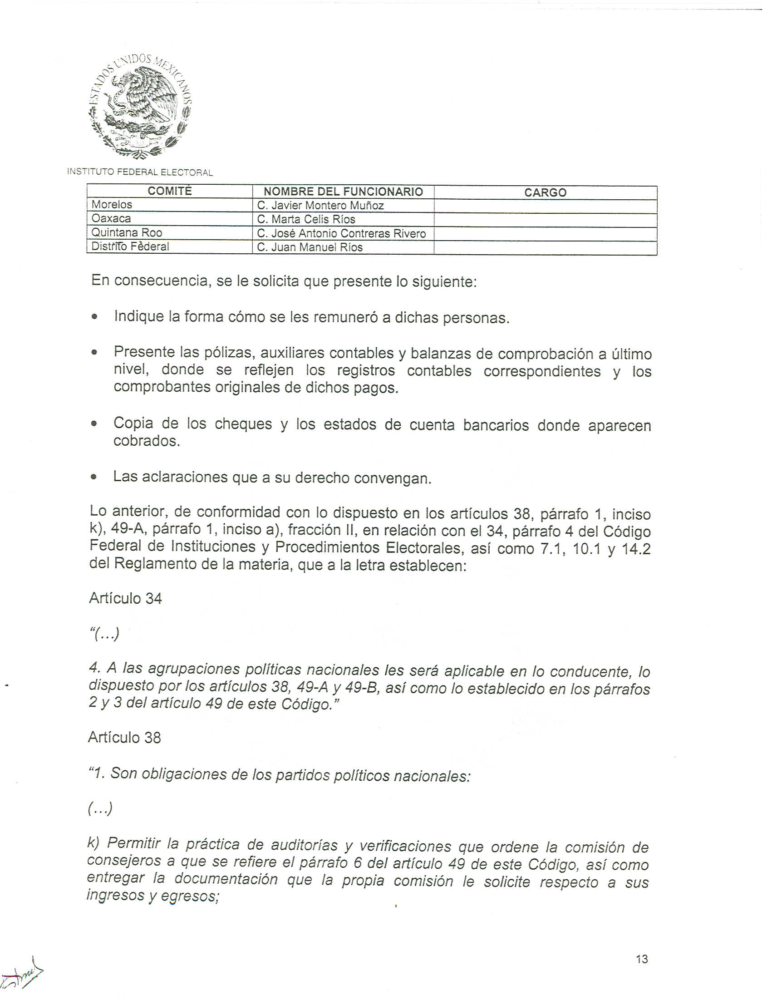 ESTADOS UNIDOS MEXICANOS
INSTITUTO FEDERAL ELECTORAL
COMITÉ NOMBRE DEL FUNCIONARIO CARGO
Morelos C. Javier Montero Muñoz
Oaxaca C. Marta Celis Ríos
Quintana Roo C. José Antonio Contreras Rivero
Distrito Federal C. Juan Manuel Ríos
En consecuencia, se le solicita que presente lo siguiente:
• Indique la forma cómo se les remuneró a dichas personas.
• Presente las pólizas, auxiliares contables y balanzas de comprobación a último
nivel, donde se reflejen los registros contables correspondientes y los
comprobantes originales de dichos pagos.
• Copia de los cheques y los estados de cuenta bancarios donde aparecen
cobrados.
• Las aclaraciones que a su derecho convengan.
Lo anterior, de conformidad con lo dispuesto en los artículos 38, párrafo 1, inciso
k), 49-A, párrafo 1, inciso a), fracción II, en relación con el 34, párrafo 4 del Código
Federal de Instituciones y Procedimientos Electorales, así como 7.1, 10.1 y 14.2
del Reglamento de la materia, que a la letra establecen:
Artículo 34
“(...)
4. A las agrupaciones políticas nacionales les será aplicable en lo conducente, lo
dispuesto por los artículos 38, 49-A y 49-B, así como lo establecido en los párrafos
2 y 3 del artículo 49 de este Código.”
Artículo 38
“1. Son obligaciones de los partidos políticos nacionales:
(...)
k) Permitir la práctica de auditorías y verificaciones que ordene la comisión de
consejeros a que se refiere el párrafo 6 del artículo 49 de este Código, así como
entregar la documentación que la propia comisión le solicite respecto a sus
ingresos y egresos;
13